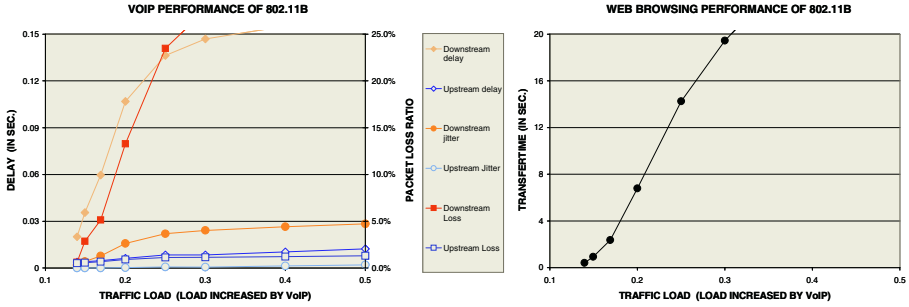 VOIP PERFORMANCE OF 802.11B
DELAY (IN SEC.)
0.15
0.12
0.09
0.06
0.03
0
25.0%
20.0%
15.0%
10.0%
5.0%
0.0%
PACKET LOSS RATIO
0.1
0.2
0.3
0.4
0.5
TRAFFIC LOAD (LOAD INCREASED BY VoIP)
Downstream
delay
Upstream delay
Downstream
jitter
Upstream Jitter
Downstream
Loss
Upstream Loss
WEB BROWSING PERFORMANCE OF 802.11B
TRANSFERTIME (IN SEC.)
20
16
12
8
4
0
0.1
0.2
0.3
0.4
0.5
TRAFFIC LOAD (LOAD INCREASED BY VoIP)